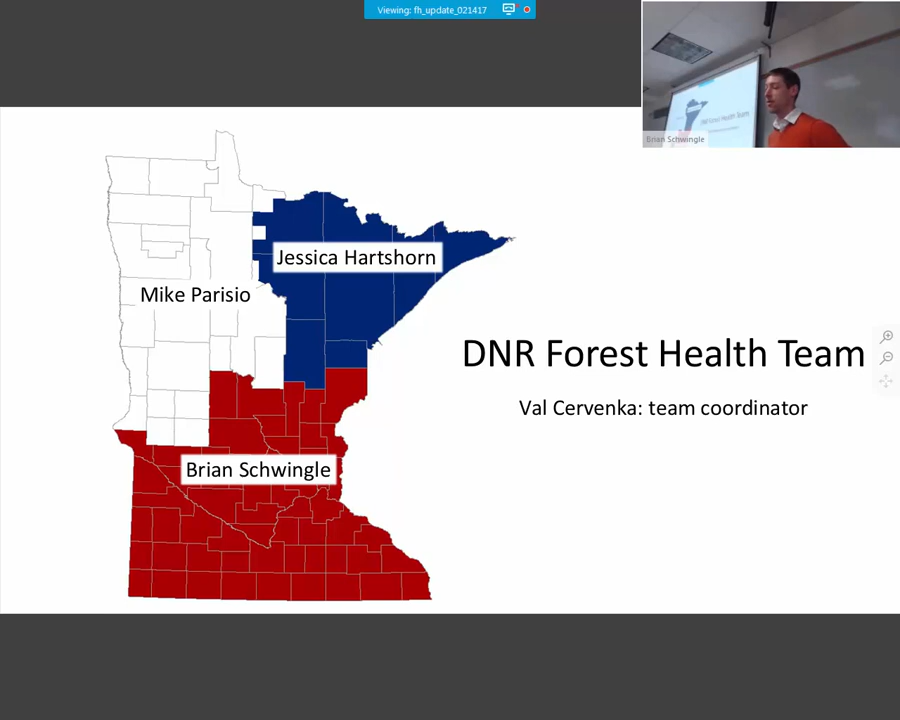 Viewing: fh_update_021417
Brian Schwingle
Jessica Hartshorn
Mike Parisio
DNR Forest Health Team
Val Cervenka: team coordinator
Brian Schwingle